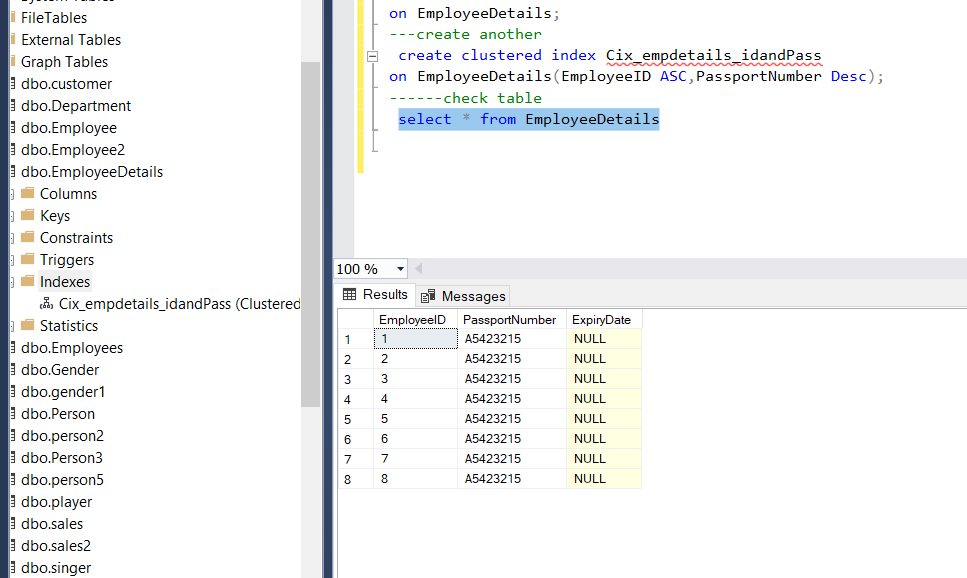 System Tables
FileTables
External Tables
Graph Tables
dbo.customer
dbo.Department
dbo.Employee
dbo.Employee2
dbo.EmployeeDetails
Columns
Keys
Constraints
Triggers
Indexes
Cix_empdetails_idandPass (Clustered
Statistics
dbo.Employees
dbo.Gender
dbo.gender1
dbo.Person
dbo.person2
dbo.Person3
dbo.person5
dbo.player
dbo.sales
dbo.sales2
dbo.singer
on EmployeeDetails;
---create another
create clustered index Cix_empdetails_idandPass
on EmployeeDetails(EmployeeID ASC,PassportNumber Desc);
------check table
select * from EmployeeDetails
100 %
Results Messages
EmployeeID PassportNumber ExpiryDate
1 1 A5423215 NULL
2 2 A5423215 NULL
3 3 A5423215 NULL
4 4 A5423215 NULL
5 5 A5423215 NULL
6 6 A5423215 NULL
7 7 A5423215 NULL
8 8 A5423215 NULL